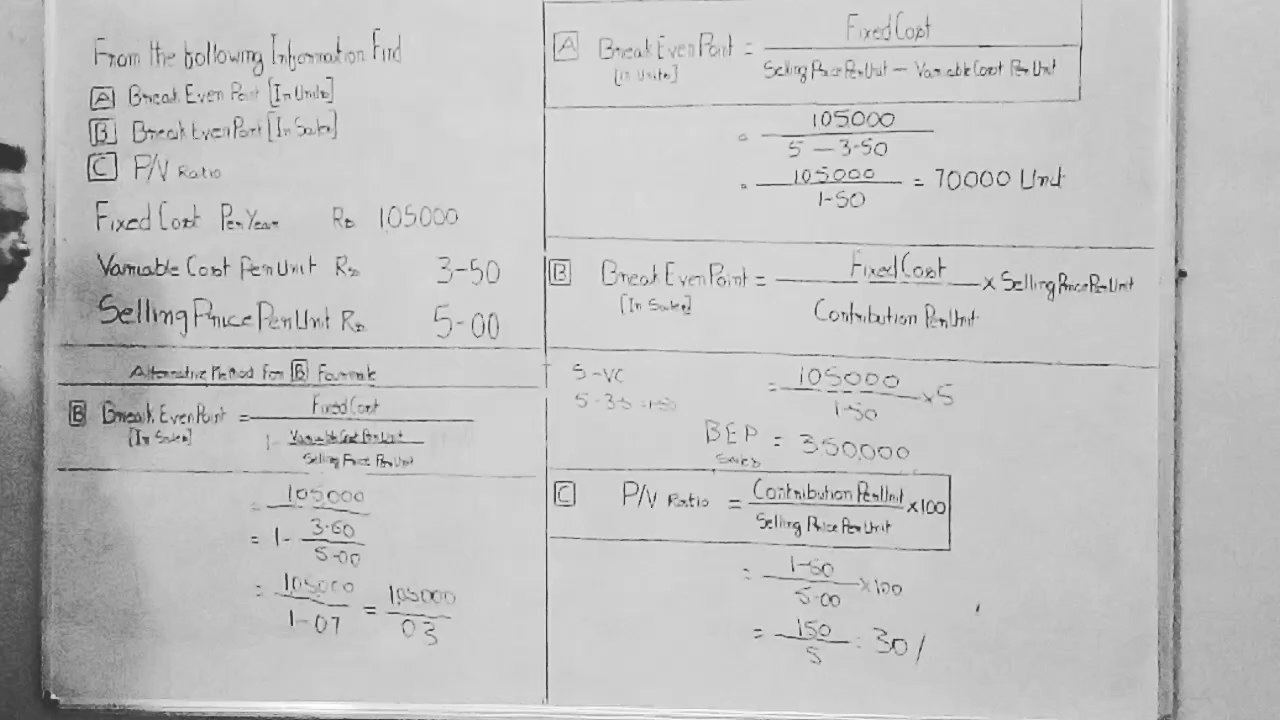 From the following Information Find
A Break Even Point [In Units]
B Break Even Point [In Sales]
C P/V Ratio
Fixed Cost Per Year Rs 105000
Variable Cost Per Unit Rs 3-50
Selling Price Per Unit Rs 5-00
Alternative Method For B Formula
B Break Even Point = Fixed Cost
[In Sales] 1- Variable Cost Per Unit
Selling Price Per Unit
= 105000
= 1- 3.50
5.00
= 105000
1-07 = 105000
03
A Break Even Point = Fixed Cost
[In Units] Selling Price Per Unit - Variable Cost Per Unit
= 105000
5 - 3.50
= 105000 = 70000 Unit
1-50
B Break Even Point = Fixed Cost × Selling Price Per Unit
[In Sales] Contribution Per Unit
S-VC = 105000 × 5
1-50
BEP = 350,000
Sales
C P/V Ratio = Contribution Per Unit ×100
Selling Price Per Unit
= 1-50 ×100
5.00
= 150 = 30/
5